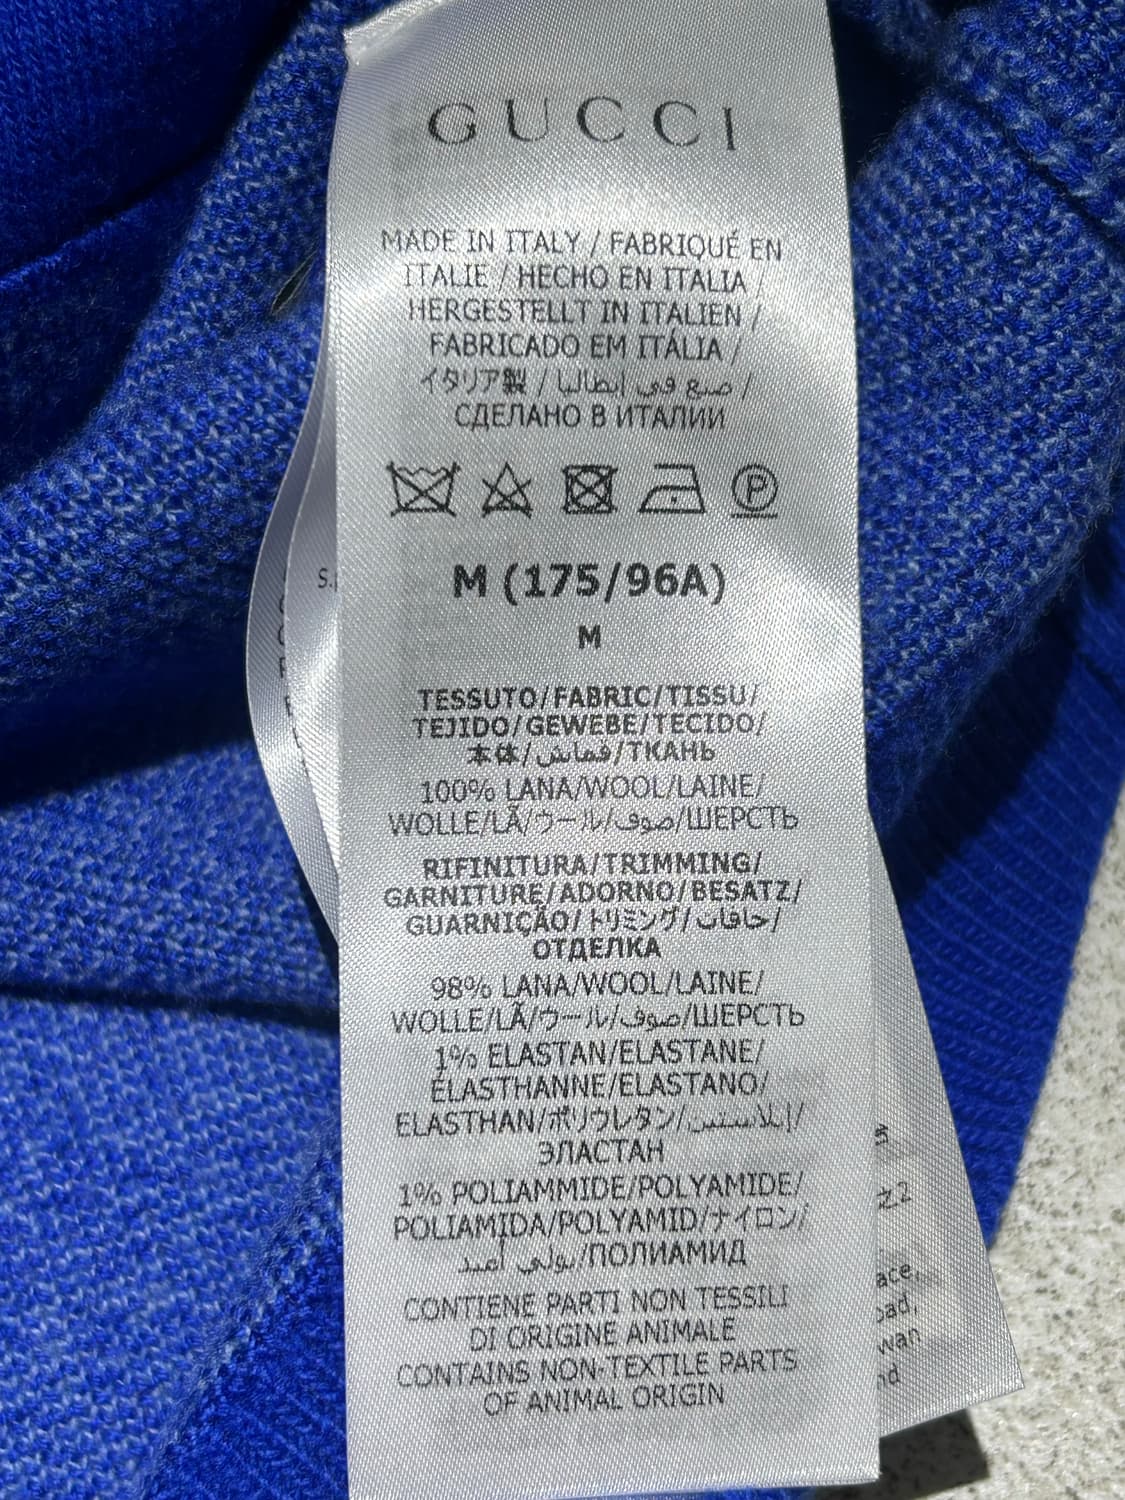 GUCCI
MADE IN ITALY / FABRIQUÉ EN
ITALIE / HECHO EN ITALIA /
HERGESTELLT IN ITALIEN /
FABRICADO EM ITÁLIA /
イタリア製 / صنع في إيطاليا /
СДЕЛАНО В ИТАЛИИ
P
M (175/96A)
M
TESSUTO/FABRIC/TISSU/
TEJIDO/GEWEBE/TECIDO/
本体/قماش/ТКАНЬ
100% LANA/WOOL/LAINE/
WOLLE/LÃ/ウール/صوف/ШЕРСТЬ
RIFINITURA/TRIMMING/
GARNITURE/ADORNO/BESATZ/
GUARNIÇÃO/トリミング/حافات/
ОТДЕЛКА
98% LANA/WOOL/LAINE/
WOLLE/LÃ/ウール/صوف/ШЕРСТЬ
1% ELASTAN/ELASTANE/
ÉLASTHANNE/ELASTANO/
ELASTHAN/ポリウレタン/إيلاستين/
ЭЛАСТАН
1% POLIAMMIDE/POLYAMIDE/
POLIAMIDA/POLYAMID/ナイロン/
بولي أميد/ПОЛИАМИД
CONTIENE PARTI NON TESSILI
DI ORIGINE ANIMALE
CONTAINS NON-TEXTILE PARTS
OF ANIMAL ORIGIN